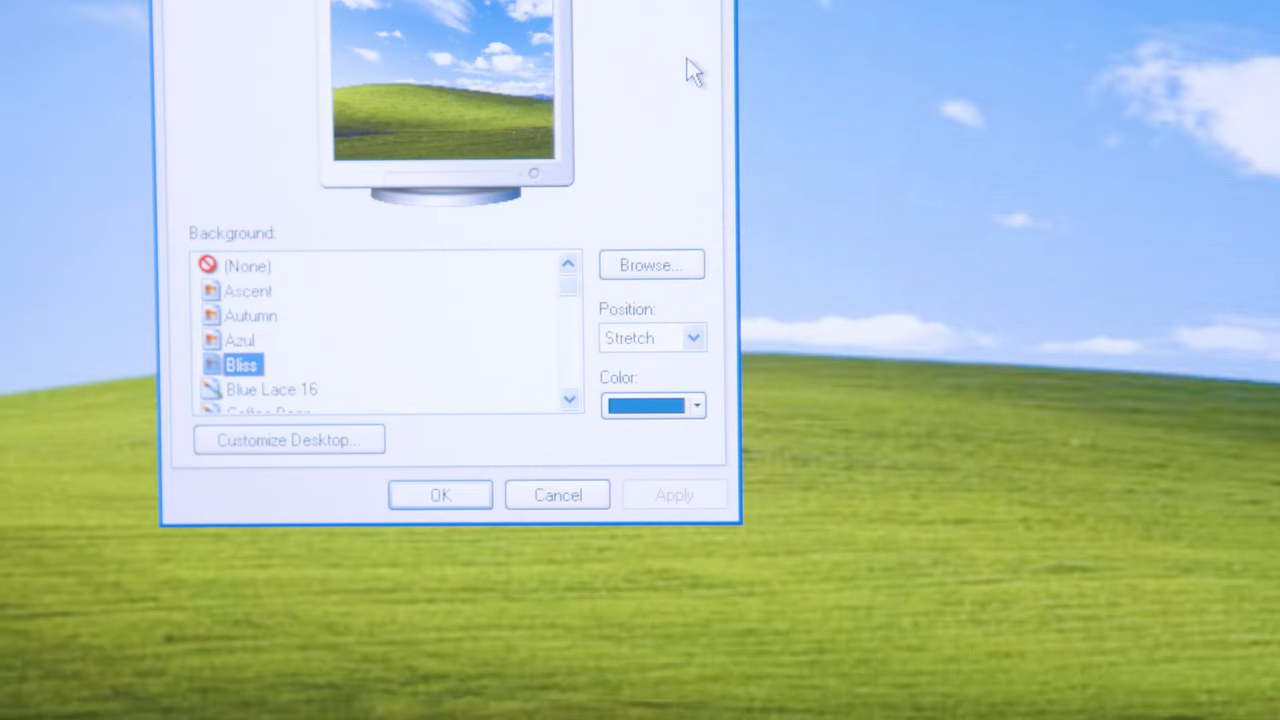 Background:
(None)
Ascent
Autumn
Azul
Bliss
Blue Lace 16
Browse...
Position:
Stretch
Color:
Customize Desktop...
OK
Cancel
Apply